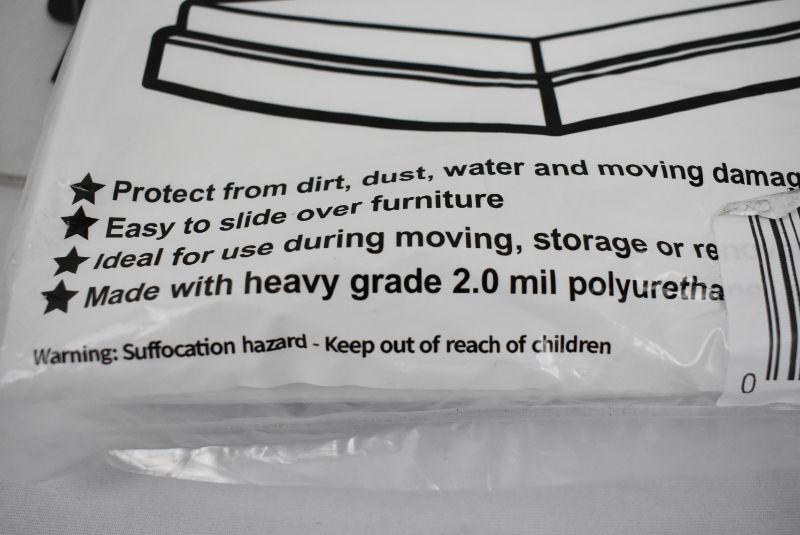 Protect from dirt, dust, water and moving damag
Easy to slide over furniture
Ideal for use during moving, storage or re
Made with heavy grade 2.0 mil polyuretha
Warning: Suffocation hazard - Keep out of reach of children
0